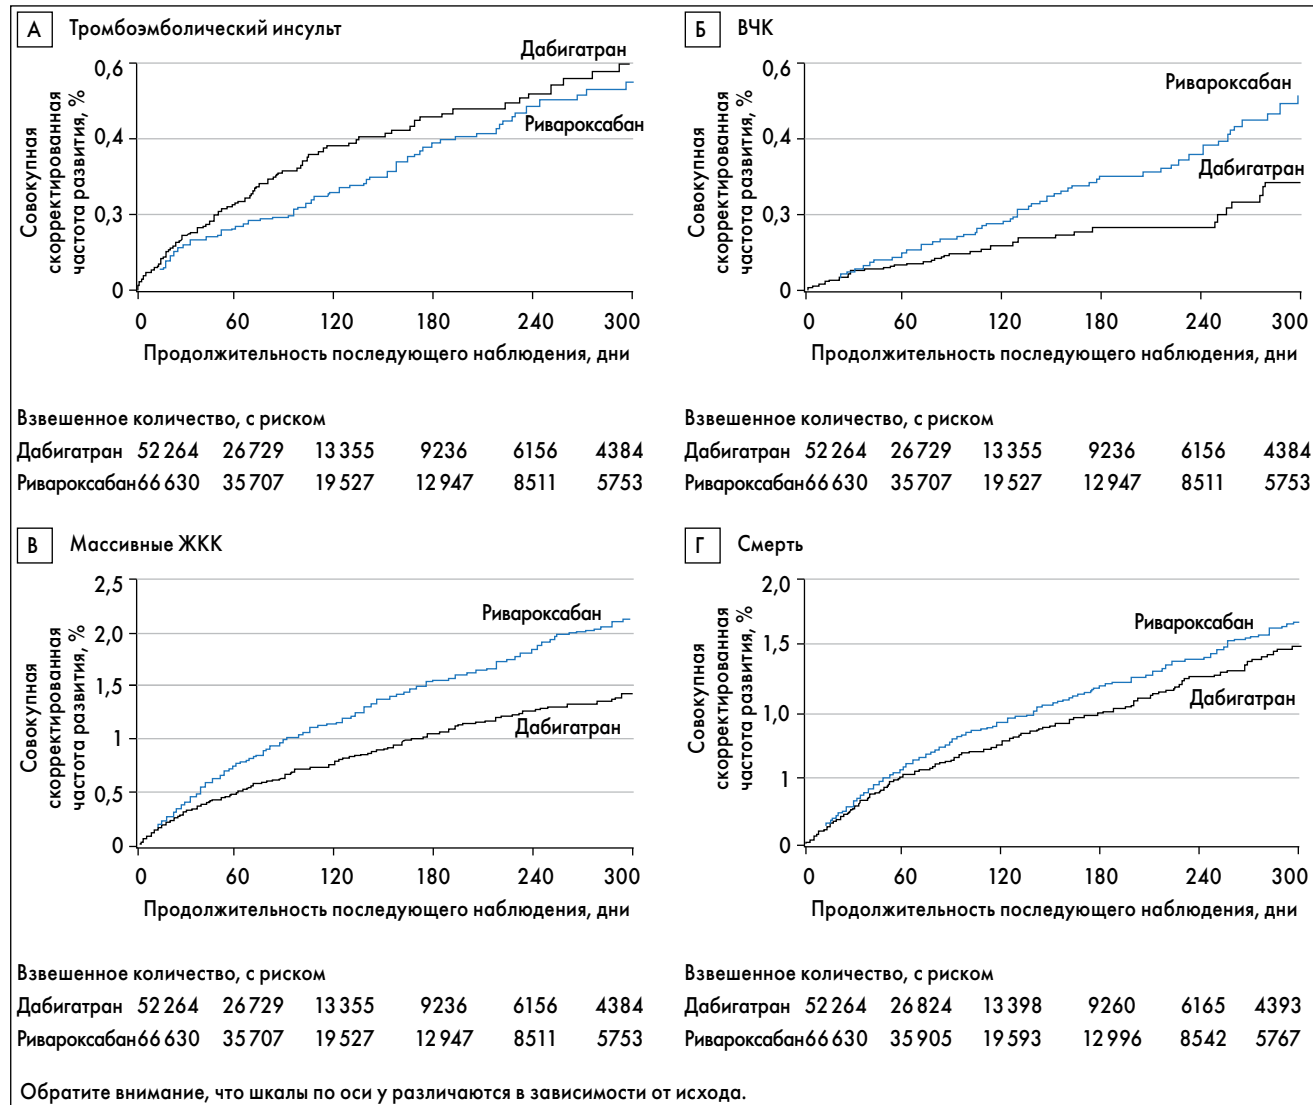 А Тромбоэмболический инсульт
Совокупная
скорректированная
частота развития, %
0,6
0,4
0,3
0
Дабигатран
Ривароксабан
0 60 120 180 240 300
Продолжительность последующего наблюдения, дни
Взвешенное количество, с риском
Дабигатран 52 264 26 729 13 355 9236 6156 4384
Ривароксабан 66 630 35 707 19 527 12 947 8511 5753
Б ВЧК
Совокупная
скорректированная
частота развития, %
0,6
0,4
0,3
0
Ривароксабан
Дабигатран
0 60 120 180 240 300
Продолжительность последующего наблюдения, дни
Взвешенное количество, с риском
Дабигатран 52 264 26 729 13 355 9236 6156 4384
Ривароксабан 66 630 35 707 19 527 12 947 8511 5753
В Массивные ЖКК
Совокупная
скорректированная
частота развития, %
2,5
2,0
1,5
1
0,5
0
Ривароксабан
Дабигатран
0 60 120 180 240 300
Продолжительность последующего наблюдения, дни
Взвешенное количество, с риском
Дабигатран 52 264 26 729 13 355 9236 6156 4384
Ривароксабан 66 630 35 707 19 527 12 947 8511 5753
Г Смерть
Совокупная
скорректированная
частота развития, %
2,0
1,5
1,0
1
0
Ривароксабан
Дабигатран
0 60 120 180 240 300
Продолжительность последующего наблюдения, дни
Взвешенное количество, с риском
Дабигатран 52 264 26 824 13 398 9260 6165 4393
Ривароксабан 66 630 35 905 19 593 12 996 8542 5767
Обратите внимание, что шкалы по оси у различаются в зависимости от исхода.